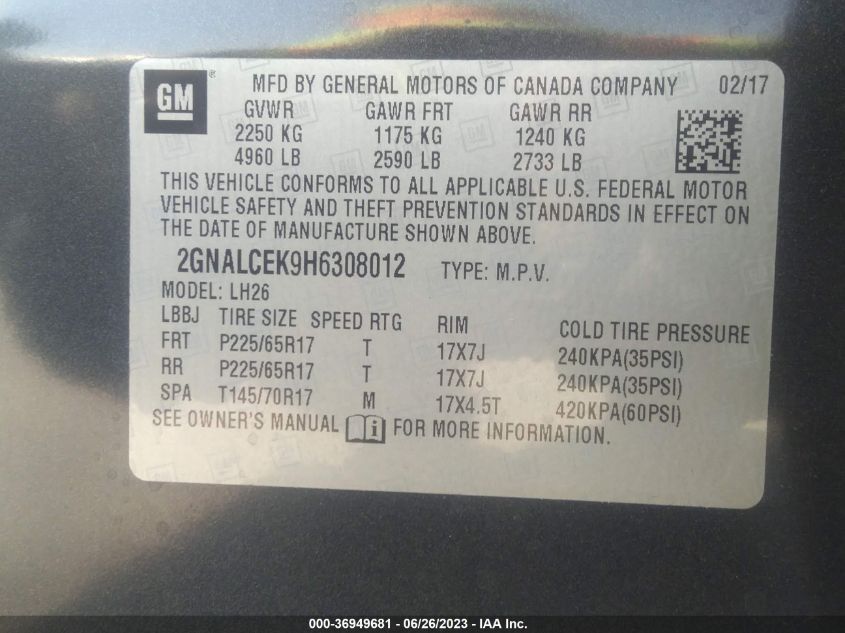 GM ® MFD BY GENERAL MOTORS OF CANADA COMPANY 02/17
GVWR GAWR FRT GAWR RR
2250 KG 1175 KG 1240 KG
4960 LB 2590 LB 2733 LB
THIS VEHICLE CONFORMS TO ALL APPLICABLE U.S. FEDERAL MOTOR
VEHICLE SAFETY AND THEFT PREVENTION STANDARDS IN EFFECT ON
THE DATE OF MANUFACTURE SHOWN ABOVE.
2GNALCEK9H6308012 TYPE: M.P.V.
MODEL: LH26
LBBJ TIRE SIZE SPEED RTG RIM COLD TIRE PRESSURE
FRT P225/65R17 T 17X7J 240KPA(35PSI)
RR P225/65R17 T 17X7J 240KPA(35PSI)
SPA T145/70R17 M 17X4.5T 420KPA(60PSI)
SEE OWNER'S MANUAL i FOR MORE INFORMATION.
000-36949681 - 06/26/2023 - IAA Inc.